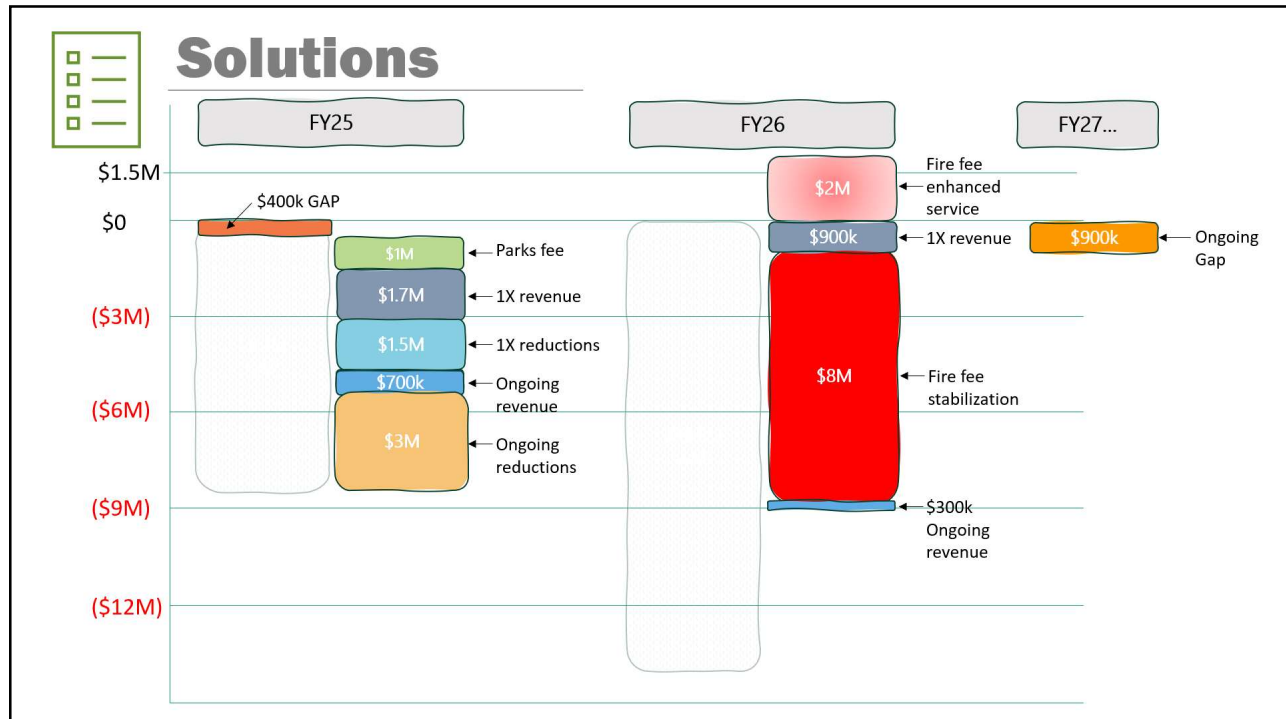 Solutions
FY25
FY26
FY27...
$1.5M
$0
($3M)
($6M)
($9M)
($12M)
$400k GAP
$1M
Parks fee
$1.7M
1X revenue
$1.5M
1X reductions
$700k
Ongoing
revenue
$3M
Ongoing
reductions
$2M
Fire fee
enhanced
service
$900k
1X revenue
$8M
Fire fee
stabilization
$300k
Ongoing
revenue
$900k
Ongoing
Gap